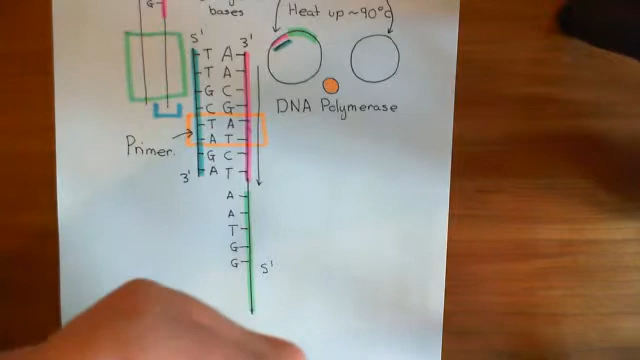 G
bases
Heat up ~90°C
5' 3'
T A
T A
G C
C G
T A
A T
G C
3' A T
A
A
T
G
G 5'
Primer.
DNA Polymerase